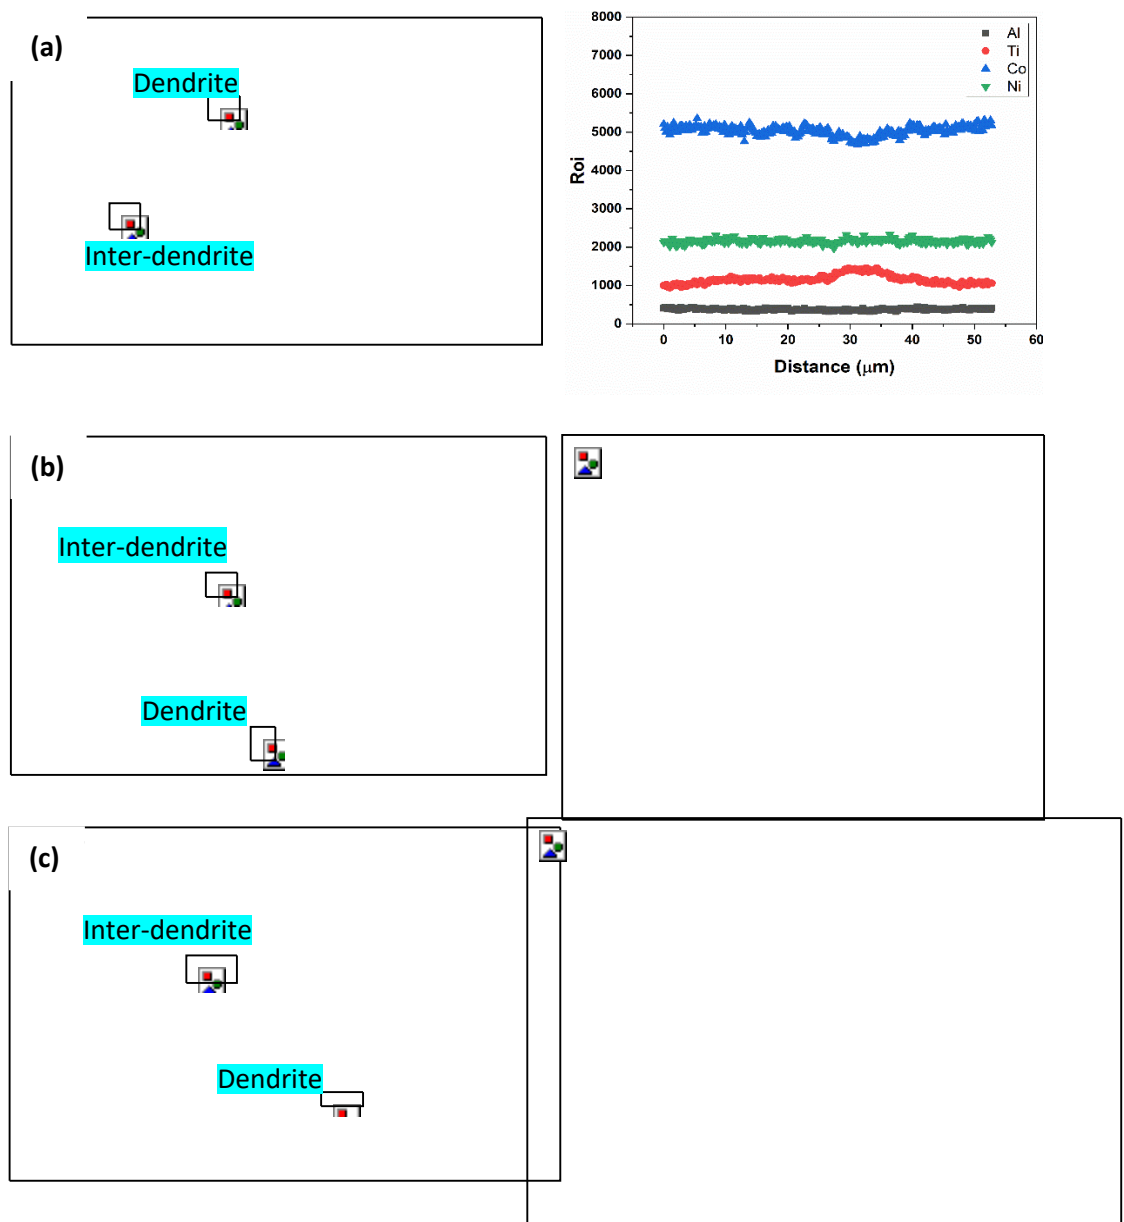 (a)
Dendrite
Inter-dendrite
8000
7000
6000
5000
4000
3000
2000
1000
0
Roi
Al
Ti
Co
Ni
0 10 20 30 40 50 60
Distance (μm)
(b)
Inter-dendrite
Dendrite
(c)
Inter-dendrite
Dendrite